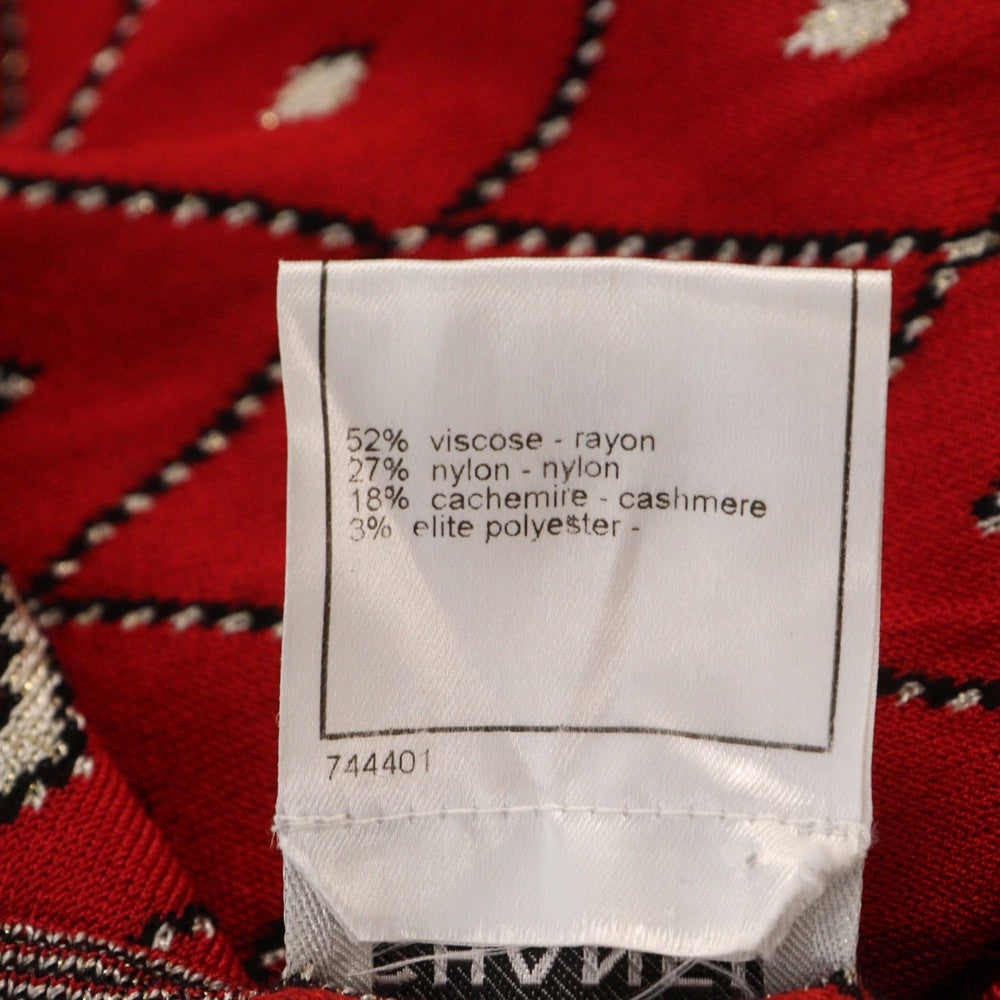 52% viscose - rayon
27% nylon - nylon
18% cachemire - cashmere
3% elite polyester -
744401